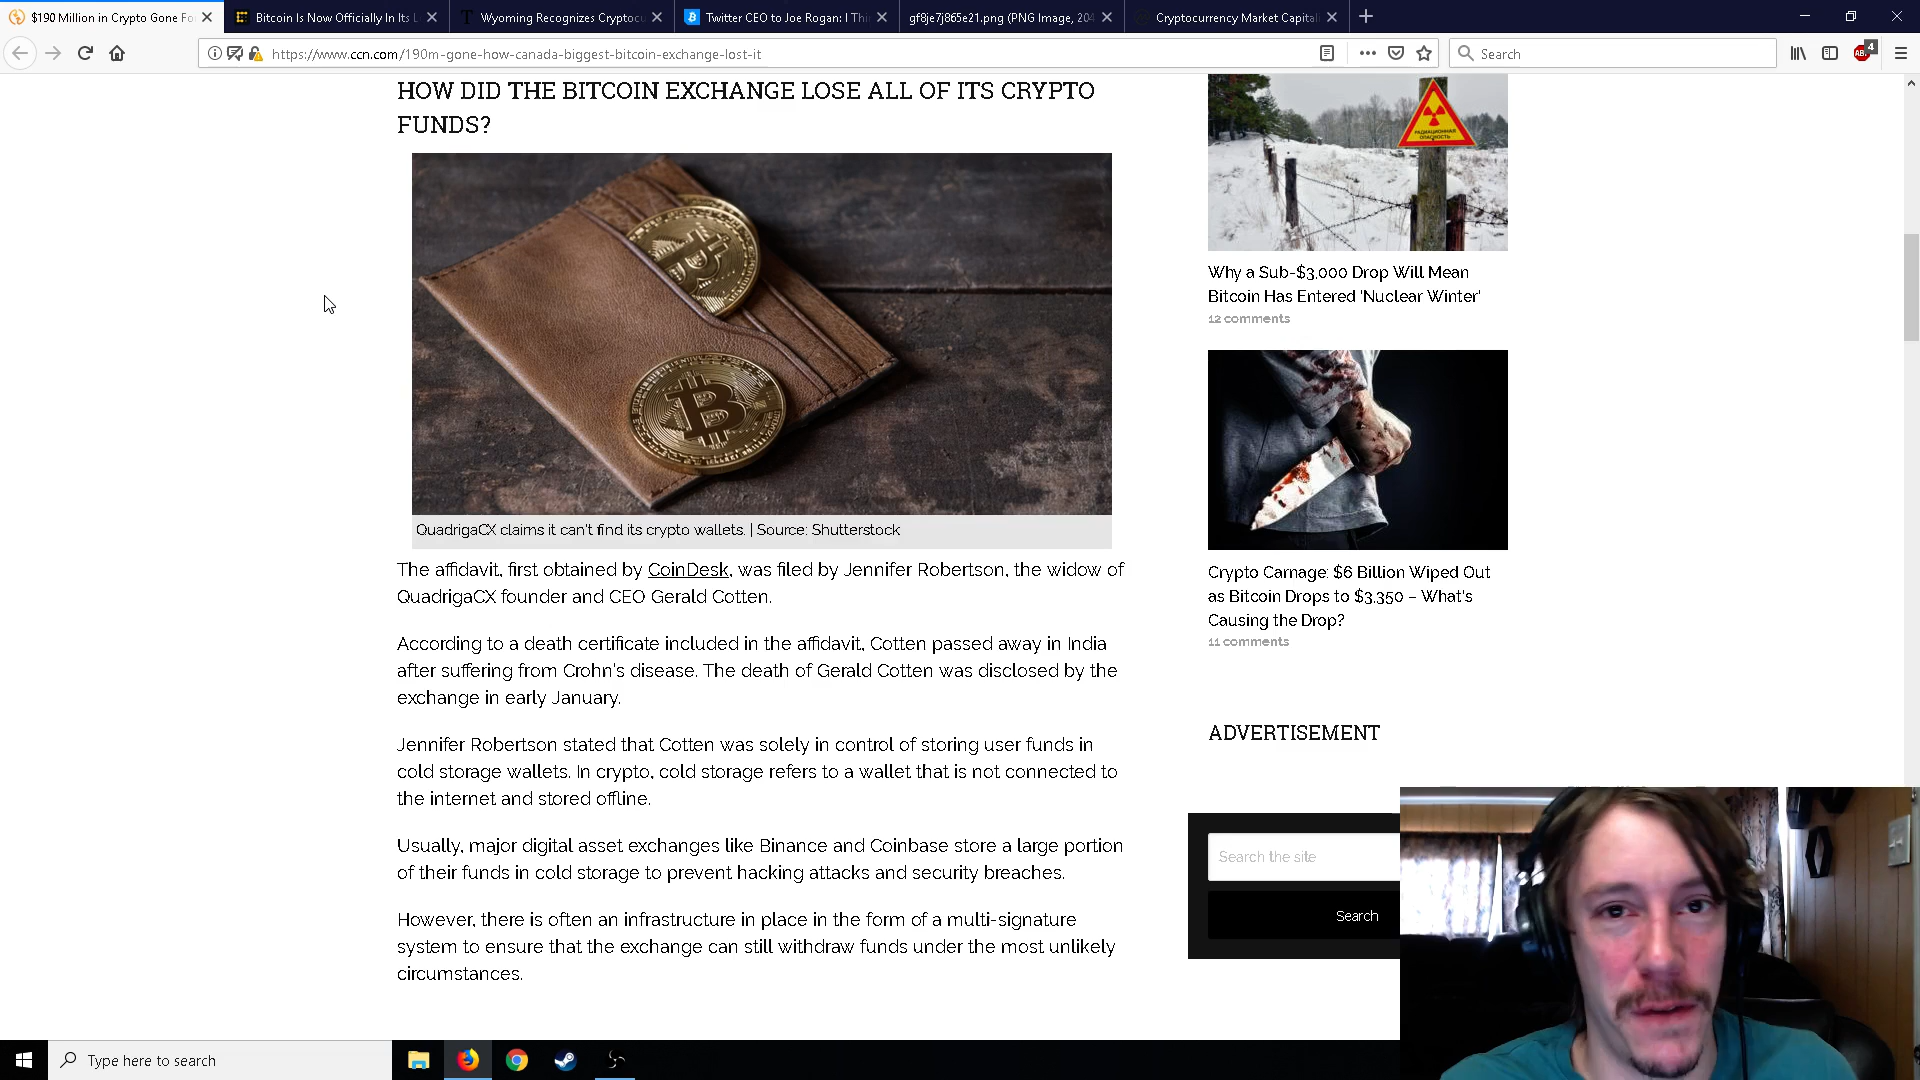 $190 Million in Crypto Gone Fo
Bitcoin Is Now Officially In Its L
Wyoming Recognizes Cryptocu
Twitter CEO to Joe Rogan: I Thi
gf8je7j865e21.png (PNG Image, 204
Cryptocurrency Market Capitali
https://www.ccn.com/190m-gone-how-canada-biggest-bitcoin-exchange-lost-it
Search
4
HOW DID THE BITCOIN EXCHANGE LOSE ALL OF ITS CRYPTO
FUNDS?
QuadrigaCX claims it can't find its crypto wallets. | Source: Shutterstock
The affidavit, first obtained by CoinDesk, was filed by Jennifer Robertson, the widow of
QuadrigaCX founder and CEO Gerald Cotten.
According to a death certificate included in the affidavit, Cotten passed away in India
after suffering from Crohn's disease. The death of Gerald Cotten was disclosed by the
exchange in early January.
Jennifer Robertson stated that Cotten was solely in control of storing user funds in
cold storage wallets. In crypto, cold storage refers to a wallet that is not connected to
the internet and stored offline.
Usually, major digital asset exchanges like Binance and Coinbase store a large portion
of their funds in cold storage to prevent hacking attacks and security breaches.
However, there is often an infrastructure in place in the form of a multi-signature
system to ensure that the exchange can still withdraw funds under the most unlikely
circumstances.
РАДИАЦИОННАЯ
ОПАСНОСТЬ
Why a Sub-$3,000 Drop Will Mean
Bitcoin Has Entered 'Nuclear Winter'
12 comments
Crypto Carnage: $6 Billion Wiped Out
as Bitcoin Drops to $3,350 – What's
Causing the Drop?
11 comments
ADVERTISEMENT
Search the site
Search
Type here to search